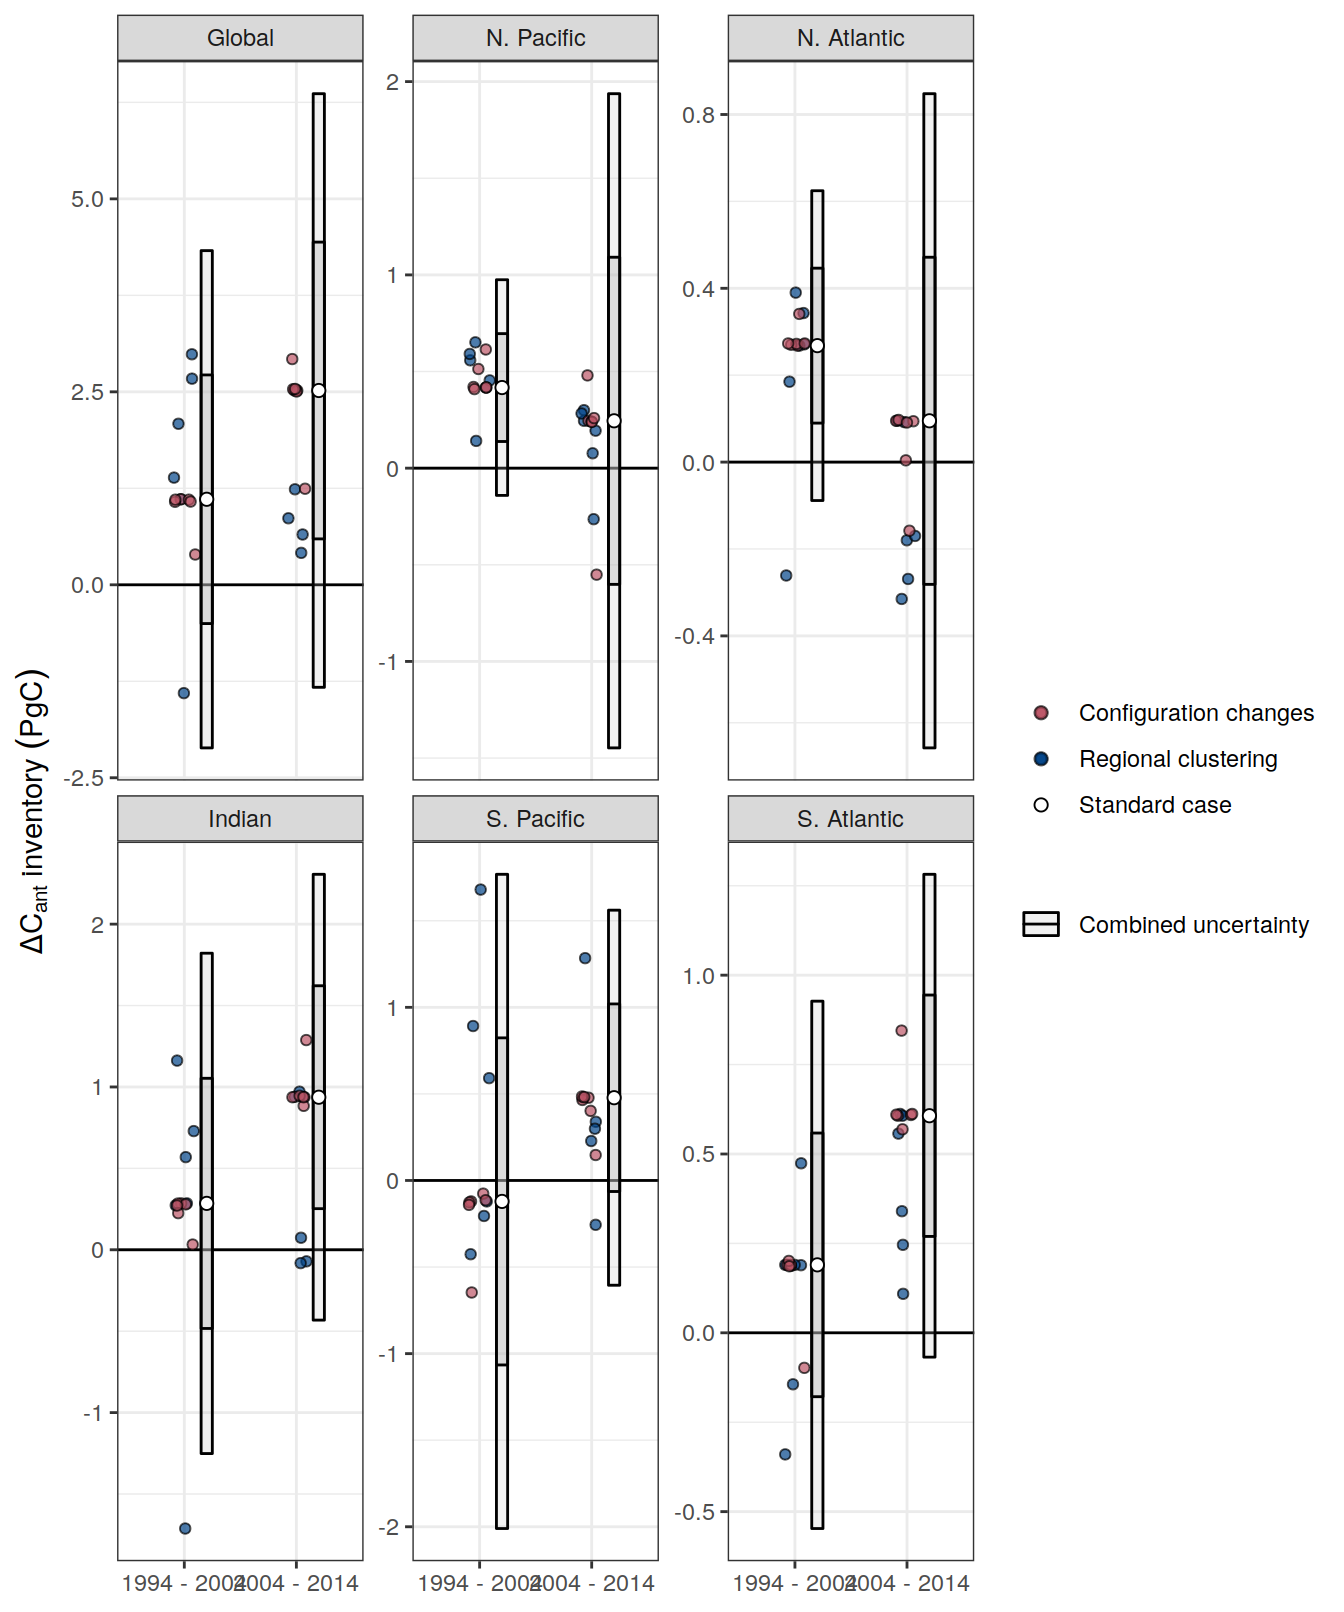 Global
N. Pacific
N. Atlantic
5.0
2.5
0.0
-2.5
2
1
0
-1
0.8
0.4
0.0
-0.4
ΔCant inventory (PgC)
Indian
S. Pacific
S. Atlantic
2
1
0
-1
1
0
-1
-2
1.0
0.5
0.0
-0.5
1994 - 2004
2004 - 2014
1994 - 2004
2004 - 2014
1994 - 2004
2004 - 2014
Configuration changes
Regional clustering
Standard case
Combined uncertainty